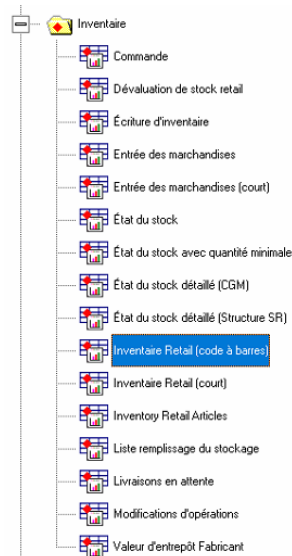 Inventaire
Commande
Dévaluation de stock retail
Écriture d'inventaire
Entrée des marchandises
Entrée des marchandises (court)
État du stock
État du stock avec quantité minimale
État du stock détaillé (CGM)
État du stock détaillé (Structure SR)
Inventaire Retail (code à barres)
Inventaire Retail (court)
Inventory Retail Articles
Liste remplissage du stockage
Livraisons en attente
Modifications d'opérations
Valeur d'entrepôt Fabricant